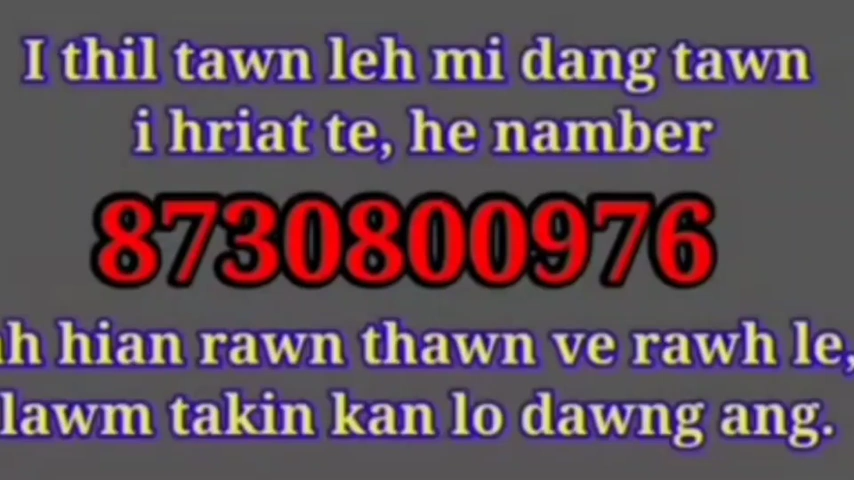 I thil tawn leh mi dang tawn
i hriat te, he namber
8730800976
hian rawn thawn ve rawh le,
lawm takin kan lo dawng ang.